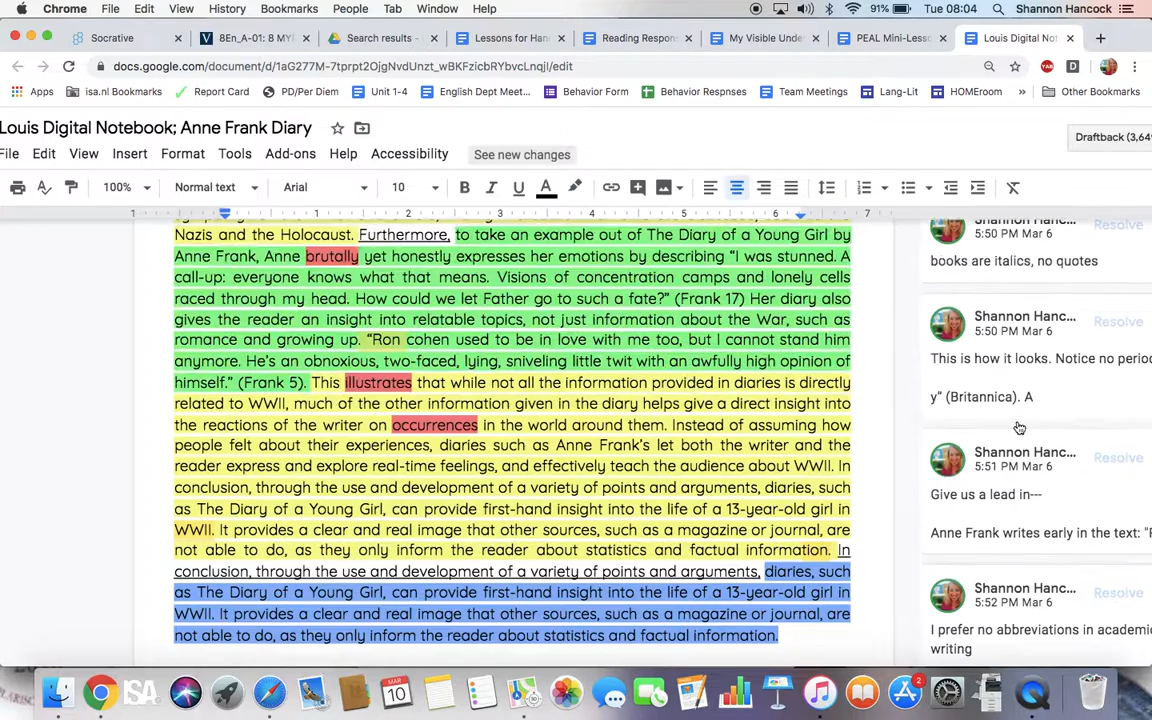 Chrome File Edit View History Bookmarks People Tab Window Help 91% Tue 08:04 Shannon Hancock
Socrative 8En_A-01: 8 MY Search results - Lessons for Han Reading Respon My Visible Unde PEAL Mini-Less Louis Digital Not
docs.google.com/document/d/1aG277M-7tprpt2OjgNvdUnzt_wBKFzicbRYbvcLnqjI/edit
Apps isa.nl Bookmarks Report Card PD/Per Diem Unit 1-4 English Dept Meet... Behavior Form Behavior Respnses Team Meetings Lang-Lit HOMEroom » Other Bookmarks
Louis Digital Notebook; Anne Frank Diary
Draftback (3,649
File Edit View Insert Format Tools Add-ons Help Accessibility See new changes
100% Normal text Arial 10
1 1 2 3 4 5 6 7
Nazis and the Holocaust. Furthermore, to take an example out of The Diary of a Young Girl by
Anne Frank, Anne brutally yet honestly expresses her emotions by describing “I was stunned. A
call-up: everyone knows what that means. Visions of concentration camps and lonely cells
raced through my head. How could we let Father go to such a fate?” (Frank 17) Her diary also
gives the reader an insight into relatable topics, not just information about the War, such as
romance and growing up. “Ron cohen used to be in love with me too, but I cannot stand him
anymore. He’s an obnoxious, two-faced, lying, sniveling little twit with an awfully high opinion of
himself.” (Frank 5). This illustrates that while not all the information provided in diaries is directly
related to WWII, much of the other information given in the diary helps give a direct insight into
the reactions of the writer on occurrences in the world around them. Instead of assuming how
people felt about their experiences, diaries such as Anne Frank’s let both the writer and the
reader express and explore real-time feelings, and effectively teach the audience about WWII. In
conclusion, through the use and development of a variety of points and arguments, diaries, such
as The Diary of a Young Girl, can provide first-hand insight into the life of a 13-year-old girl in
WWII. It provides a clear and real image that other sources, such as a magazine or journal, are
not able to do, as they only inform the reader about statistics and factual information. In
conclusion, through the use and development of a variety of points and arguments, diaries, such
as The Diary of a Young Girl, can provide first-hand insight into the life of a 13-year-old girl in
WWII. It provides a clear and real image that other sources, such as a magazine or journal, are
not able to do, as they only inform the reader about statistics and factual information.
Shannon Hanc... Resolve
5:50 PM Mar 6
books are italics, no quotes
Shannon Hanc... Resolve
5:50 PM Mar 6
This is how it looks. Notice no perio
y” (Britannica). A
Shannon Hanc... Resolve
5:51 PM Mar 6
Give us a lead in---
Anne Frank writes early in the text: "
Shannon Hanc... Resolve
5:52 PM Mar 6
I prefer no abbreviations in academi
writing
ISA MAR 10 2